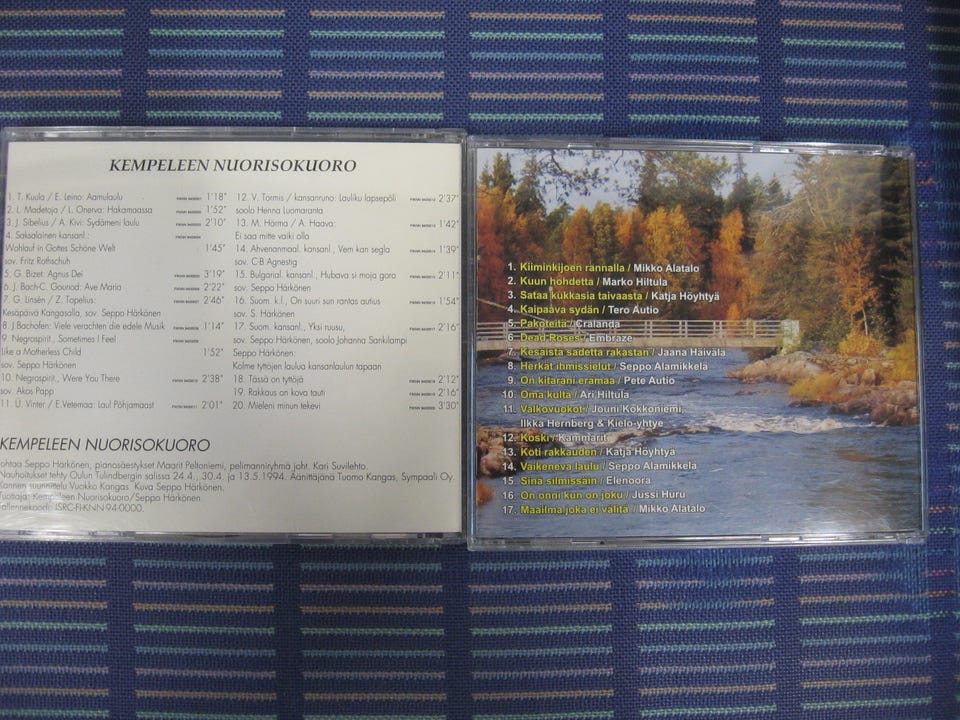 KEMPELEEN NUORISOKUORO
1. T. Kuula / E. Leino: Aamulaulu 1'18"
2. L. Madetoja / L. Onerva: Hakamaassa 1'52"
3. J. Sibelius / A. Kivi: Sydämeni laulu 2'10"
4. Saksalainen kansanl.:
Wohlauf in Gottes Schöne Welt 1'45"
sov. Fritz Rothschuh
5. G. Bizet: Agnus Dei 3'19"
6. J. Bach-C. Gounod: Ave Maria 2'22"
7. G. Linsén / Z. Topelius: 2'46"
Kesäpäivä Kangasalla, sov. Seppo Härkönen
8. J. Bachofen: Viele verachten die edele Musik 1'14"
9. Negrospirit., Sometimes I Feel
Like a Motherless Child 1'52"
sov. Seppo Härkönen
10. Negrospirit., Were You There 2'38"
sov. Akos Papp
11 Ü. Vinter / E.Vetemaa: Laul Põhjamaast 2'01"
12. V. Tormis / kansanruno: Lauliku lapsepõli 2'37"
soolo Henna Luomaranta
13. M. Härma / A. Haava: 1'42"
Ei saa mitte vaiki olla
14. Ahvenanmaal. kansanl., Vem kan segla 1'39"
sov. C-B Agnestig
15. Bulgarial. kansanl., Hubava si moja goro 2'11"
sov. Seppo Härkönen
16. Suom. k.l., On suuri sun rantas autius 1'54"
sov. S. Härkönen
17. Suom. kansanl., Yksi ruusu, 2'16"
sov. Seppo Härkönen, soolo Johanna Sarikilampi
Seppo Härkönen:
Kolme tyttöjen laulua kansanlaulun tapaan
18. Tässä on tyttöjä 2'12"
19. Rakkaus on kova tauti 2'16"
20. Mieleni minun tekevi 3'30"
KEMPELEEN NUORISOKUORO
ohtaa Seppo Härkönen, pianosäestykset Maarit Peltoniemi, pelimanniryhmä joht. Kari Suvilehto.
Nauhoitukset tehty Oulun Tulindbergin salissa 24.4., 30.4. ja 13.5.1994. Äänittäjänä Tuomo Kangas, Sympaali Oy.
Kannen suunnittelu Vuokko Kangas. Kuva Seppo Härkönen.
Tuottaja: Kempeleen Nuorisokuoro/Seppo Härkönen.
Tallennekoodi: ISRC-FI-KNN-94-0000.
1. Kiiminkijoen rannalla / Mikko Alatalo
2. Kuun hohdetta / Marko Hiltula
3. Sataa kukkasia taivaasta / Katja Höyhtyä
4. Kaipaava sydän / Tero Autio
5. Pakoteitä / Cralanda
6. Dead Roses / Embraze
7. Kesäistä sadetta rakastan / Jaana Häivälä
8. Herkät ihmissielut / Seppo Alamikkelä
9. On kitarani erämaa / Pete Autio
10. Oma kulta / Ari Hiltula
11. Valkovuokot / Jouni Kokkoniemi,
Ilkka Hernberg & Kielo-yhtye
12. Koski / Kammarit
13. Koti rakkauden / Katja Höyhtyä
14. Vaikeneva laulu / Seppo Alamikkelä
15. Sinä silmissäin / Elenoora
16. On onni kun on joku / Jussi Huru
17. Maailma joka ei välitä / Mikko Alatalo